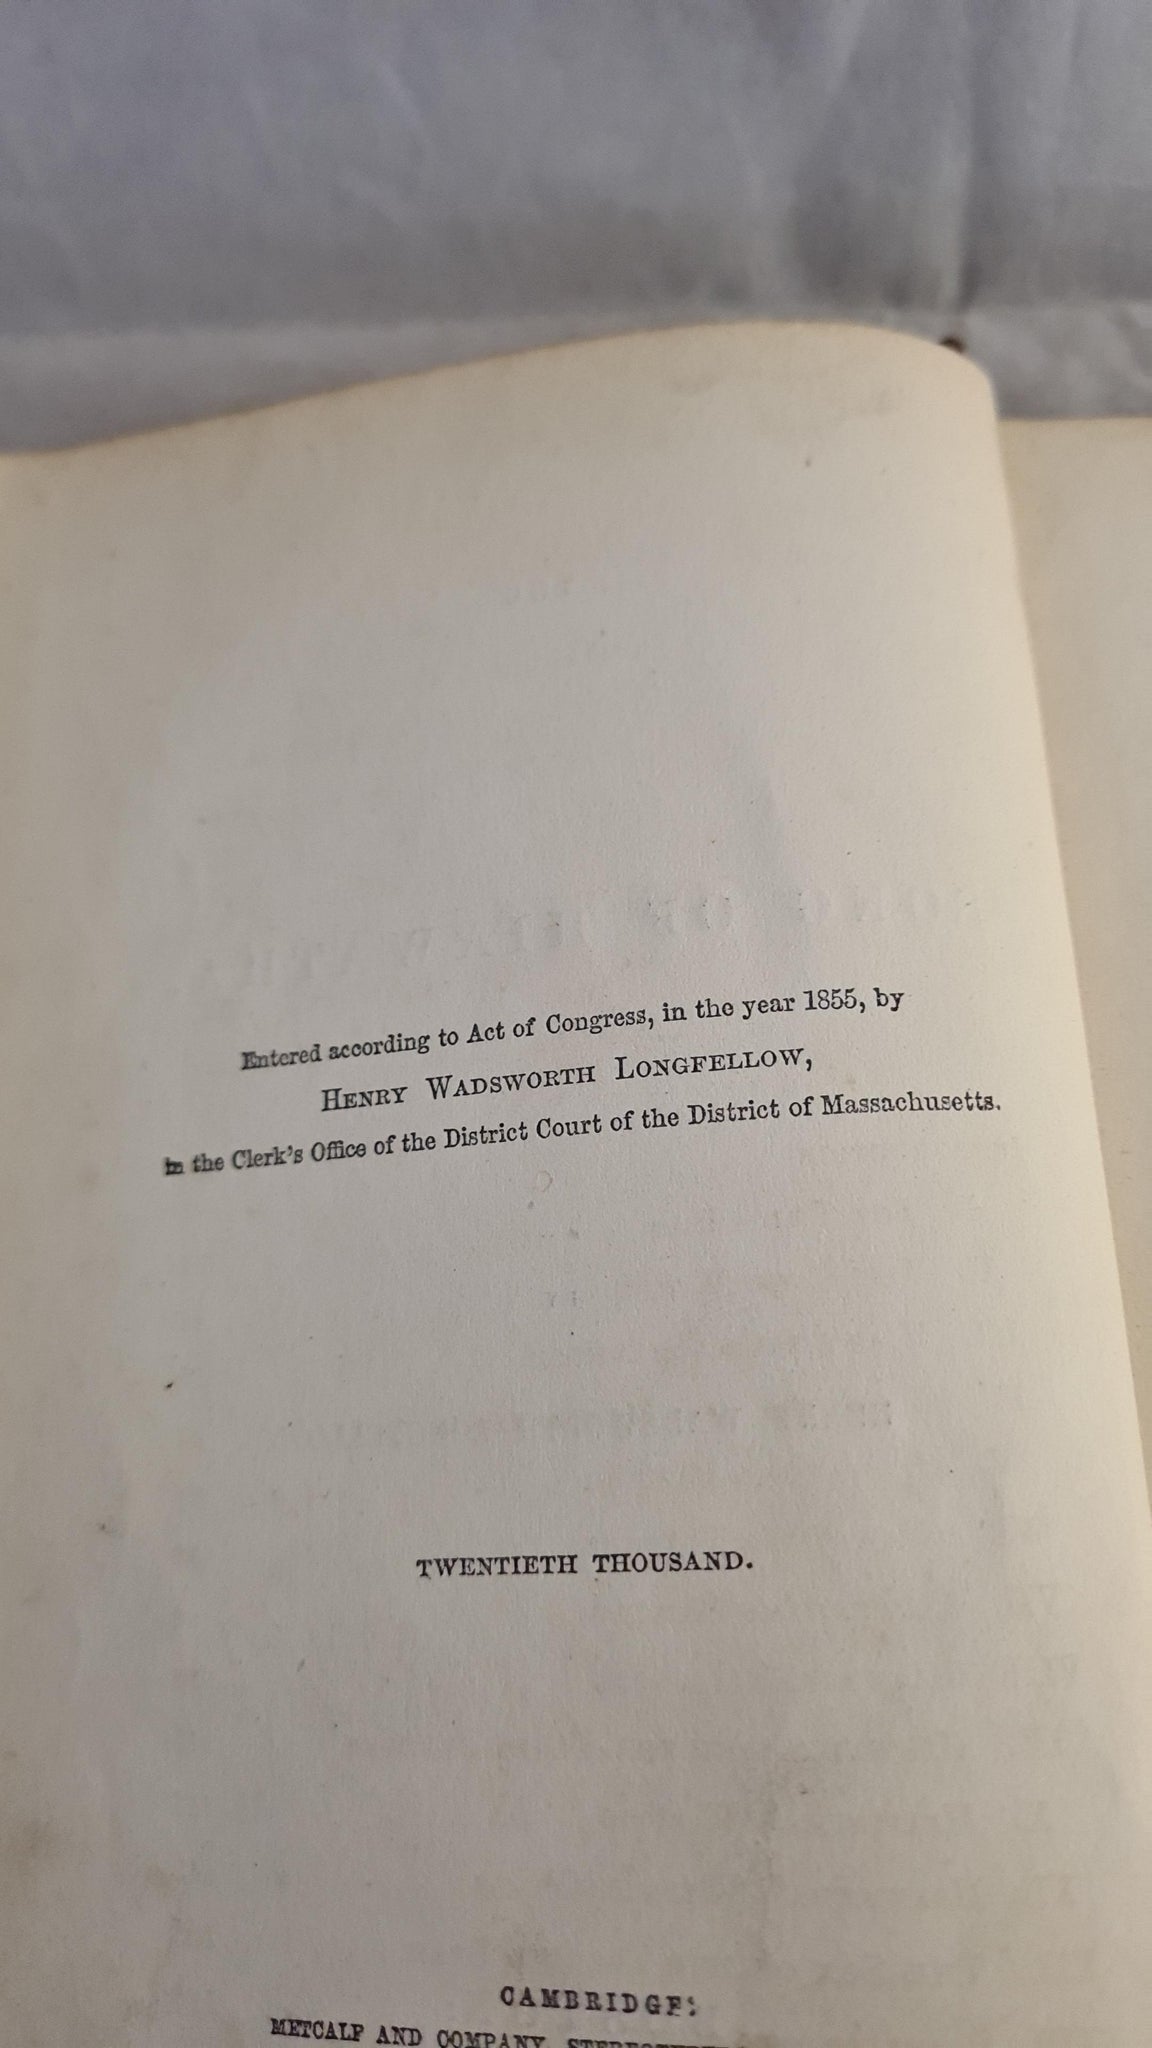 Entered according to Act of Congress, in the year 1855, by
HENRY WADSWORTH LONGFELLOW,
In the Clerk's Office of the District Court of the District of Massachusetts.
TWENTIETH THOUSAND.
CAMBRIDGE:
METCALF AND COMPANY,